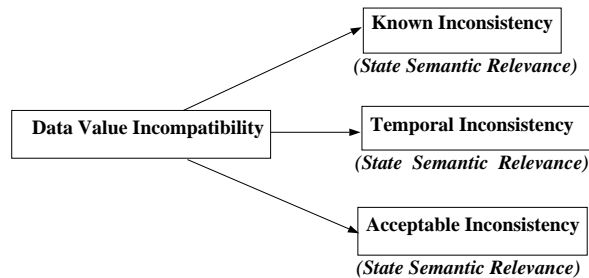 Known Inconsistency
(State Semantic Relevance)
Data Value Incompatibility
Temporal Inconsistency
(State Semantic Relevance)
Acceptable Inconsistency
(State Semantic Relevance)